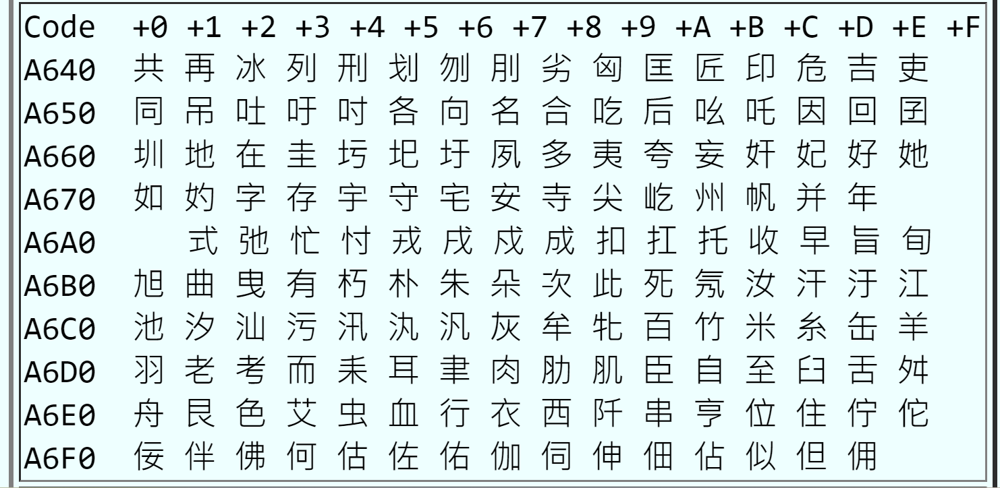 Code +0 +1 +2 +3 +4 +5 +6 +7 +8 +9 +A +B +C +D +E +F
A640 共 再 冰 列 刑 划 刎 刖 劣 匈 匡 匠 印 危 吉 吏
A650 同 吊 吐 吁 吋 各 向 名 合 吃 后 吆 吒 因 回 囝
A660 圳 地 在 圭 圬 圯 圩 夙 多 夷 夸 妄 奸 妃 好 她
A670 如 妁 字 存 宇 守 宅 安 寺 尖 屹 州 帆 并 年
A6A0 式 弛 忙 忖 戎 戌 戍 成 扣 扛 托 收 早 旨 旬
A6B0 旭 曲 曳 有 朽 朴 朱 朵 次 此 死 氖 汝 汗 汙 江
A6C0 池 汐 汕 污 汛 汍 汎 灰 牟 牝 百 竹 米 糸 缶 羊
A6D0 羽 老 考 而 耒 耳 聿 肉 肋 肌 臣 自 至 臼 舌 舛
A6E0 舟 艮 色 艾 虫 血 行 衣 西 阡 串 亨 位 住 佇 佗
A6F0 佞 伴 佛 何 估 佐 佑 伽 伺 伸 佃 佔 似 但 佣